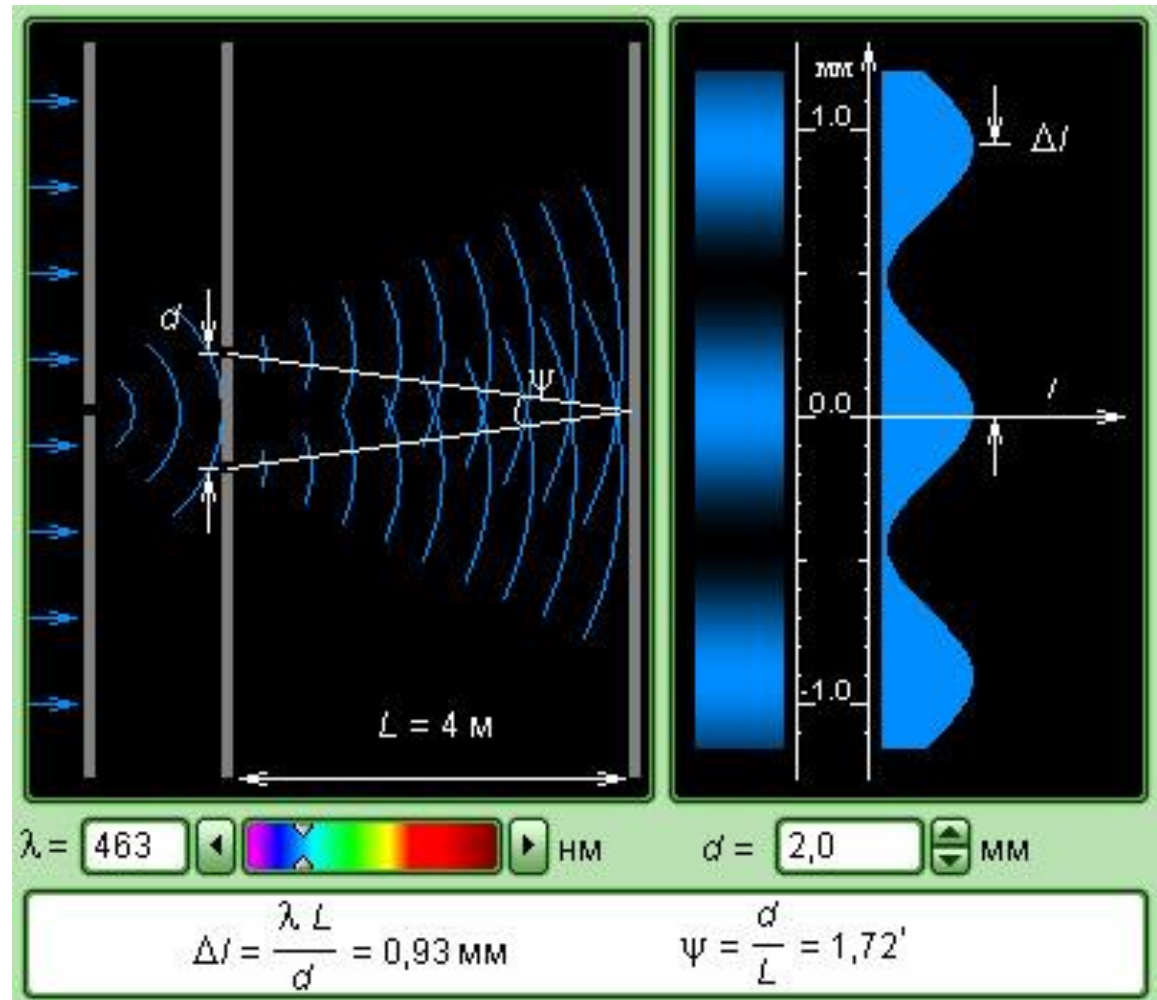 d
ψ
L = 4 м
мм
1.0
Δl
0.0
l
-1.0
λ = 463 нм
d = 2,0 мм
Δl = λ L / d = 0,93 мм
ψ = d / L = 1,72'